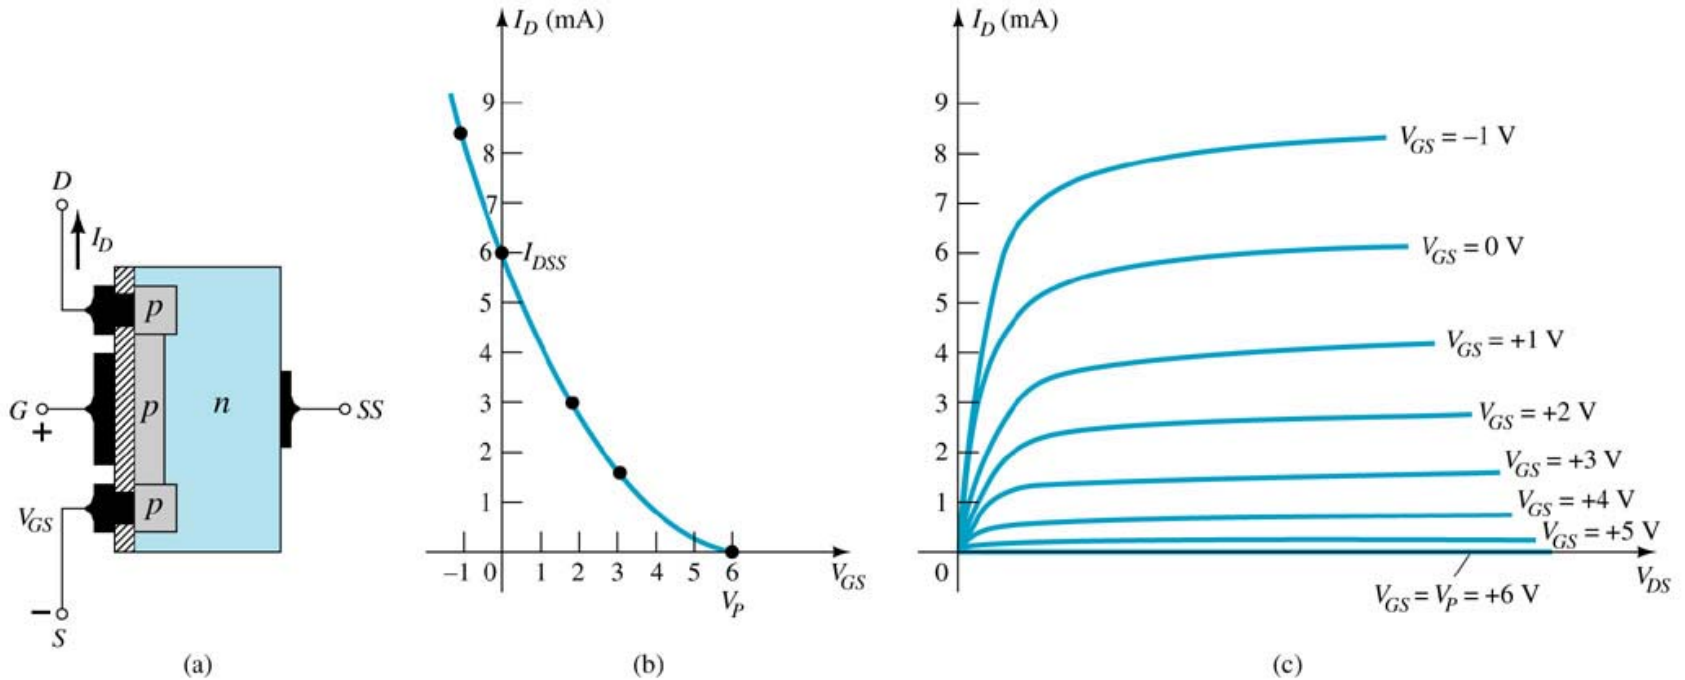 D
I_D
p
G
+
p
n
SS
V_GS
p
–
S
(a)
I_D (mA)
9
8
7
6
I_DSS
5
4
3
2
1
–1 0 1 2 3 4 5 6
V_GS
V_P
(b)
I_D (mA)
9
8
7
6
5
4
3
2
1
0
V_GS = –1 V
V_GS = 0 V
V_GS = +1 V
V_GS = +2 V
V_GS = +3 V
V_GS = +4 V
V_GS = +5 V
V_DS
V_GS = V_P = +6 V
(c)